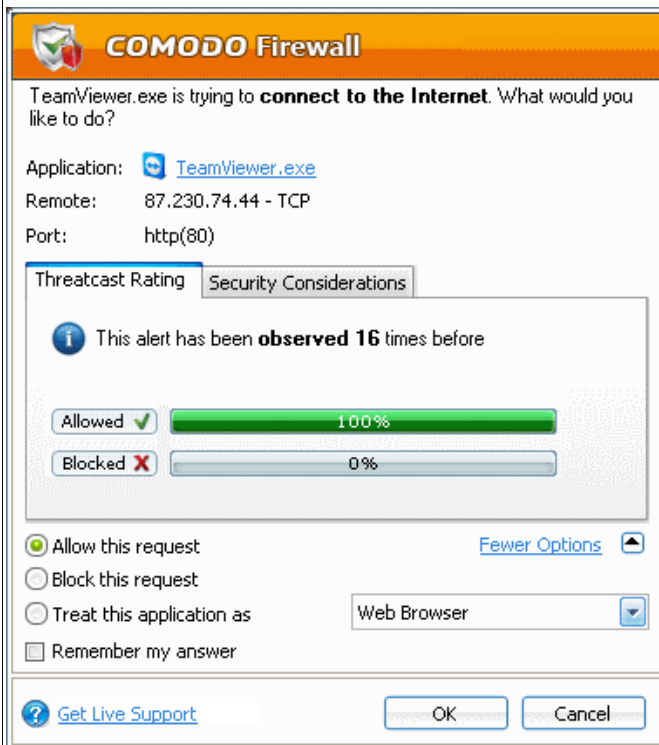 COMODO Firewall
TeamViewer.exe is trying to connect to the Internet. What would you
like to do?
Application: TeamViewer.exe
Remote: 87.230.74.44 - TCP
Port: http(80)
Threatcast Rating Security Considerations
This alert has been observed 16 times before
Allowed 100%
Blocked 0%
Allow this request Fewer Options
Block this request
Treat this application as Web Browser
Remember my answer
Get Live Support OK Cancel